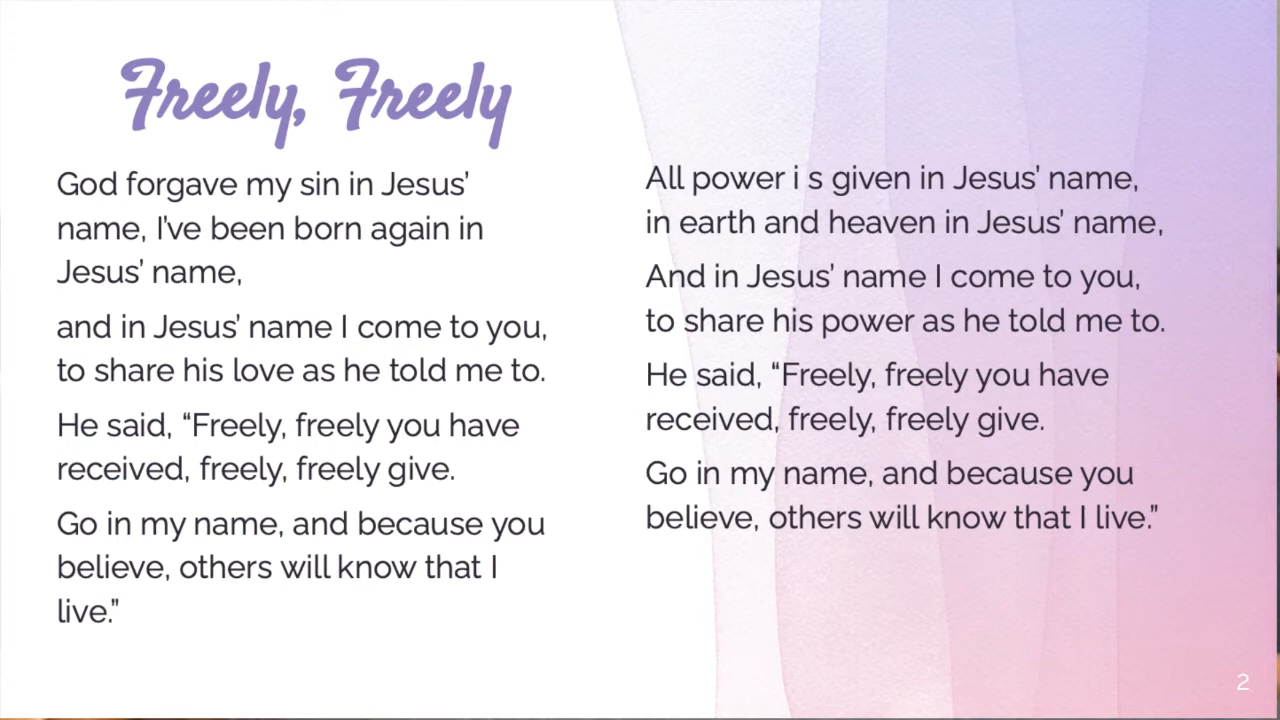 Freely, Freely
God forgave my sin in Jesus’
name, I’ve been born again in
Jesus’ name,
and in Jesus’ name I come to you,
to share his love as he told me to.
He said, “Freely, freely you have
received, freely, freely give.
Go in my name, and because you
believe, others will know that I
live.”
All power i s given in Jesus’ name,
in earth and heaven in Jesus’ name,
And in Jesus’ name I come to you,
to share his power as he told me to.
He said, “Freely, freely you have
received, freely, freely give.
Go in my name, and because you
believe, others will know that I live.”
2